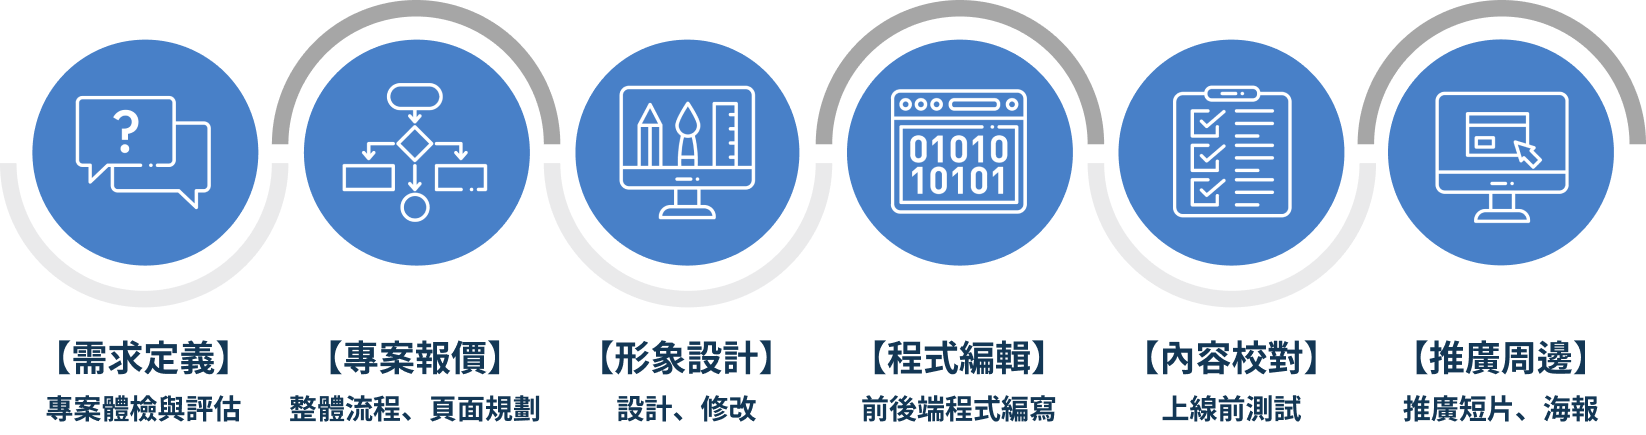 ?
01010
10101
【需求定義】
專案體檢與評估
【專案報價】
整體流程、頁面規劃
【形象設計】
設計、修改
【程式編輯】
前後端程式編寫
【內容校對】
上線前測試
【推廣周邊】
推廣短片、海報